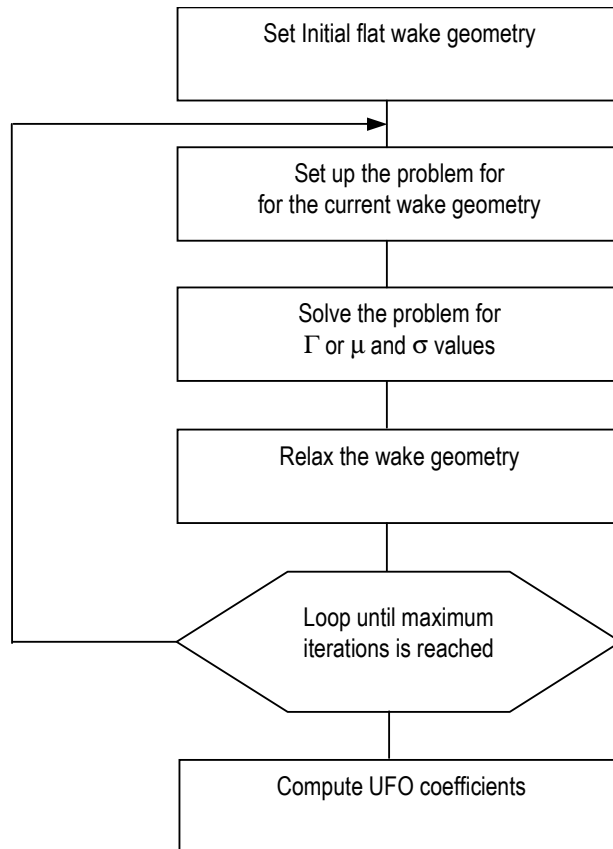 Set Initial flat wake geometry
Set up the problem for
for the current wake geometry
Solve the problem for
Γ or μ and σ values
Relax the wake geometry
Loop until maximum
iterations is reached
Compute UFO coefficients